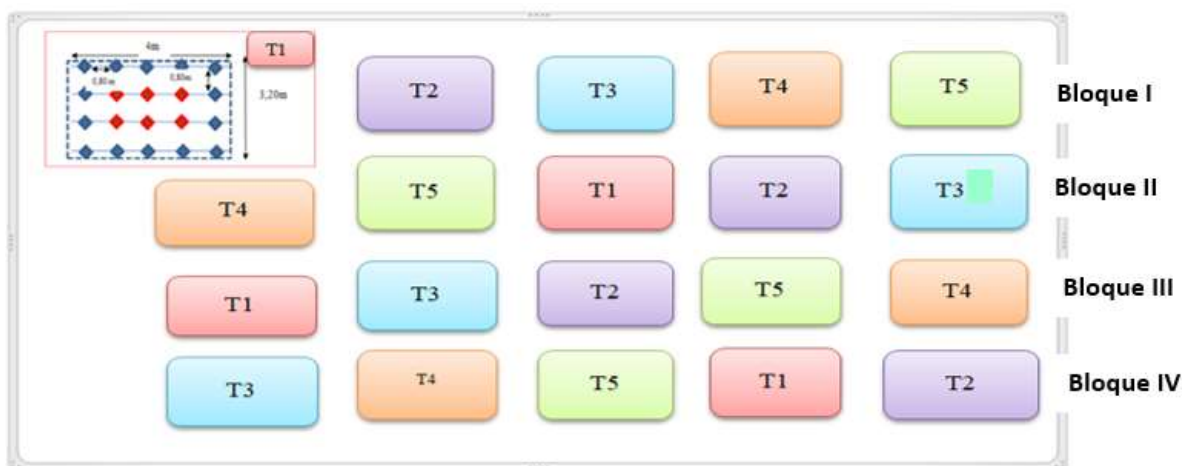 4m
T1
0,80 m
0,80m
3,20m
T2
T3
T4
T5
Bloque I
T4
T5
T1
T2
T3
Bloque II
T1
T3
T2
T5
T4
Bloque III
T3
T4
T5
T1
T2
Bloque IV